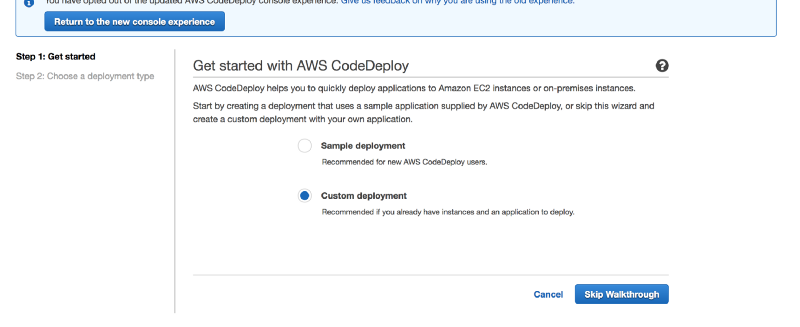 You have opted out of the updated AWS CodeDeploy console experience. Give us feedback on why you are using the old experience.
Return to the new console experience
Step 1: Get started
Step 2: Choose a deployment type
Get started with AWS CodeDeploy
AWS CodeDeploy helps you to quickly deploy applications to Amazon EC2 instances or on-premises instances.
Start by creating a deployment that uses a sample application supplied by AWS CodeDeploy, or skip this wizard and
create a custom deployment with your own application.
Sample deployment
Recommended for new AWS CodeDeploy users.
Custom deployment
Recommended if you already have instances and an application to deploy.
Cancel
Skip Walkthrough